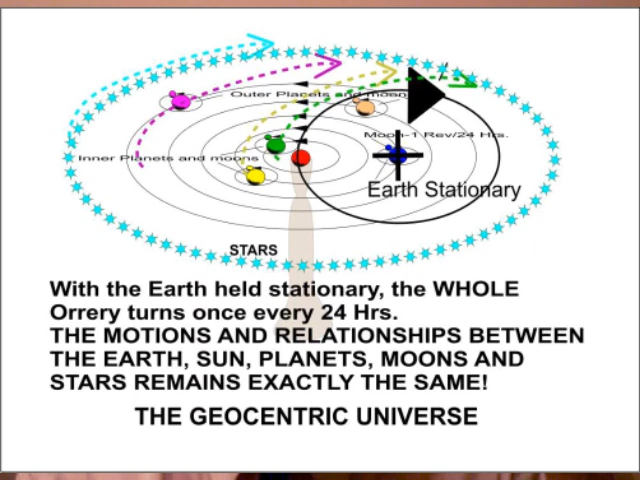 Outer Placets and moons
Moon-1 Rev/24 Hrs.
Inner Planets and moons
Earth Stationary
STARS
With the Earth held stationary, the WHOLE
Orrery turns once every 24 Hrs.
THE MOTIONS AND RELATIONSHIPS BETWEEN
THE EARTH, SUN, PLANETS, MOONS AND
STARS REMAINS EXACTLY THE SAME!
THE GEOCENTRIC UNIVERSE